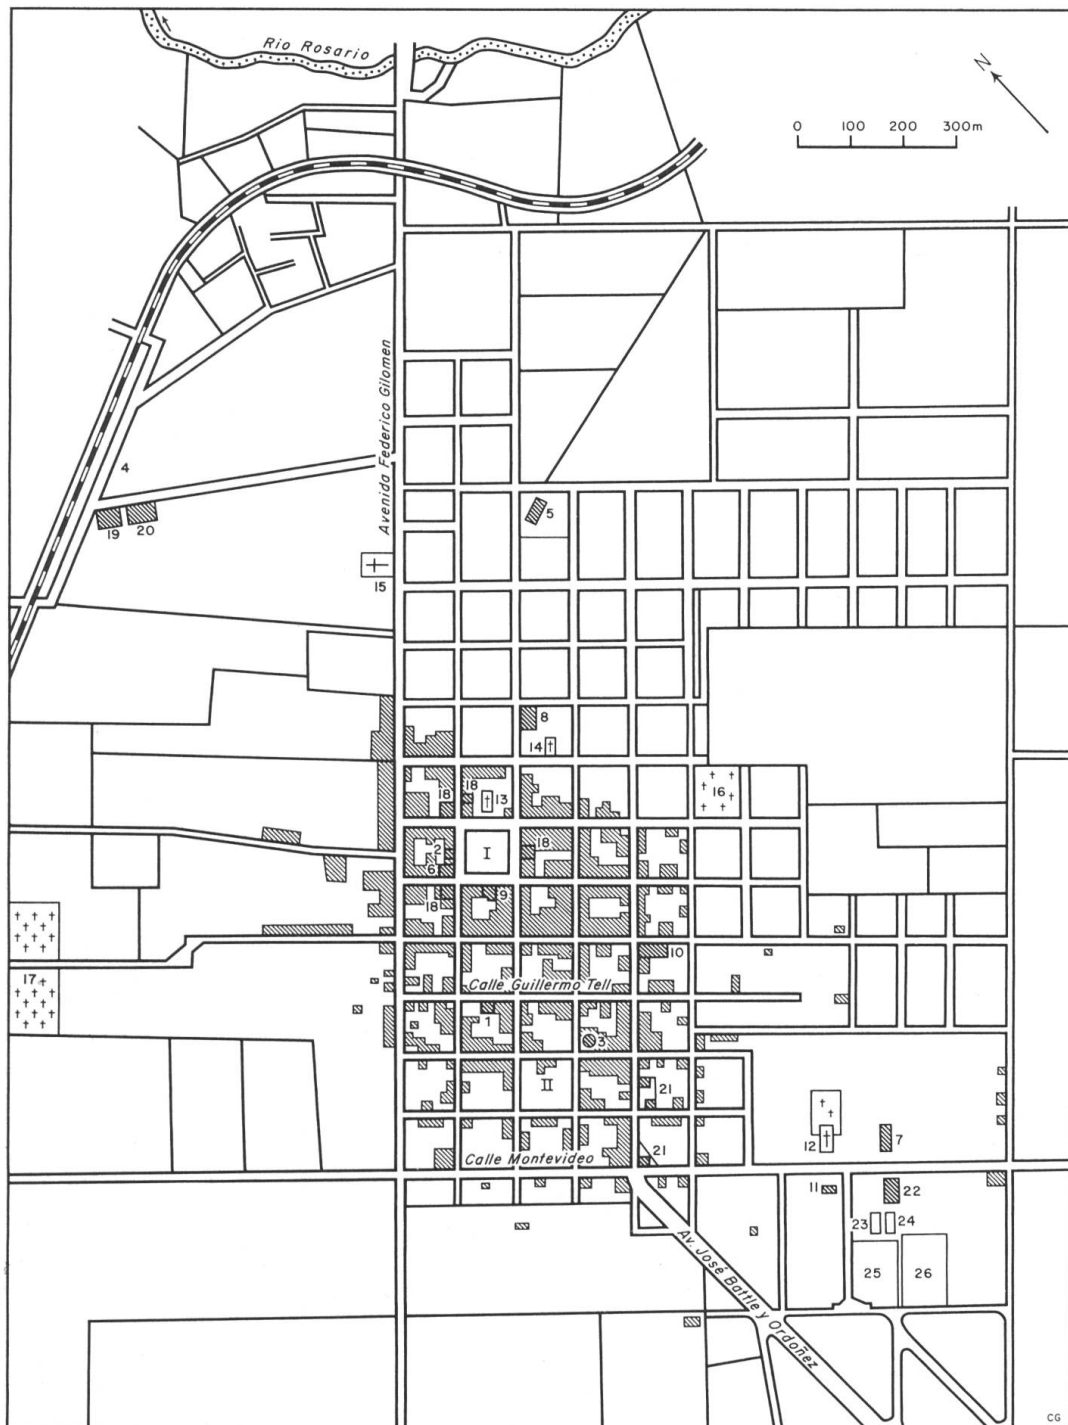 Rio Rosario
N
0 100 200 300m
Avenida Federico Gilomen
4
5
19 20
15
8
14
18 18
13
16
2
I
18
6
9
18
10
17
Calle Guillermo Tell
1
3
II
21
12
7
21
Calle Montevideo
11
22
23 24
Av. José Battle y Ordoñez
25 26
CG